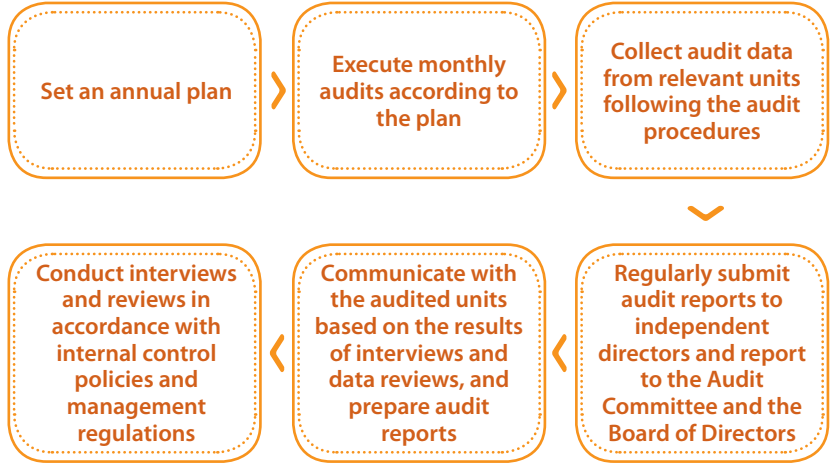 Set an annual plan
Execute monthly
audits according to
the plan
Collect audit data
from relevant units
following the audit
procedures
Regularly submit
audit reports to
independent
directors and report
to the Audit
Committee and the
Board of Directors
Communicate with
the audited units
based on the results
of interviews and
data reviews, and
prepare audit
reports
Conduct interviews
and reviews in
accordance with
internal control
policies and
management
regulations